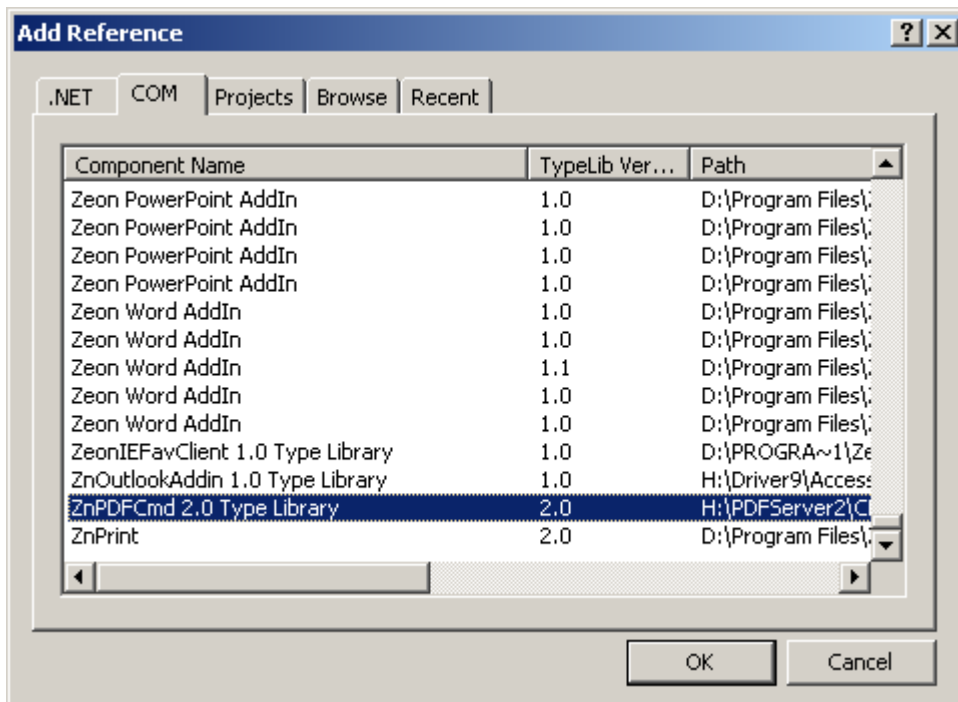 Add Reference
.NET COM Projects Browse Recent
Component Name TypeLib Ver... Path
Zeon PowerPoint AddIn 1.0 D:\Program Files\
Zeon PowerPoint AddIn 1.0 D:\Program Files\
Zeon PowerPoint AddIn 1.0 D:\Program Files\
Zeon PowerPoint AddIn 1.0 D:\Program Files\
Zeon Word AddIn 1.0 D:\Program Files\
Zeon Word AddIn 1.0 D:\Program Files\
Zeon Word AddIn 1.1 D:\Program Files\
Zeon Word AddIn 1.0 D:\Program Files\
Zeon Word AddIn 1.0 D:\Program Files\
ZeonIEFavClient 1.0 Type Library 1.0 D:\PROGRA~1\Ze
ZnOutlookAddin 1.0 Type Library 1.0 H:\Driver9\Access
ZnPDFCmd 2.0 Type Library 2.0 H:\PDFServer2\Cl
ZnPrint 2.0 D:\Program Files\
OK Cancel